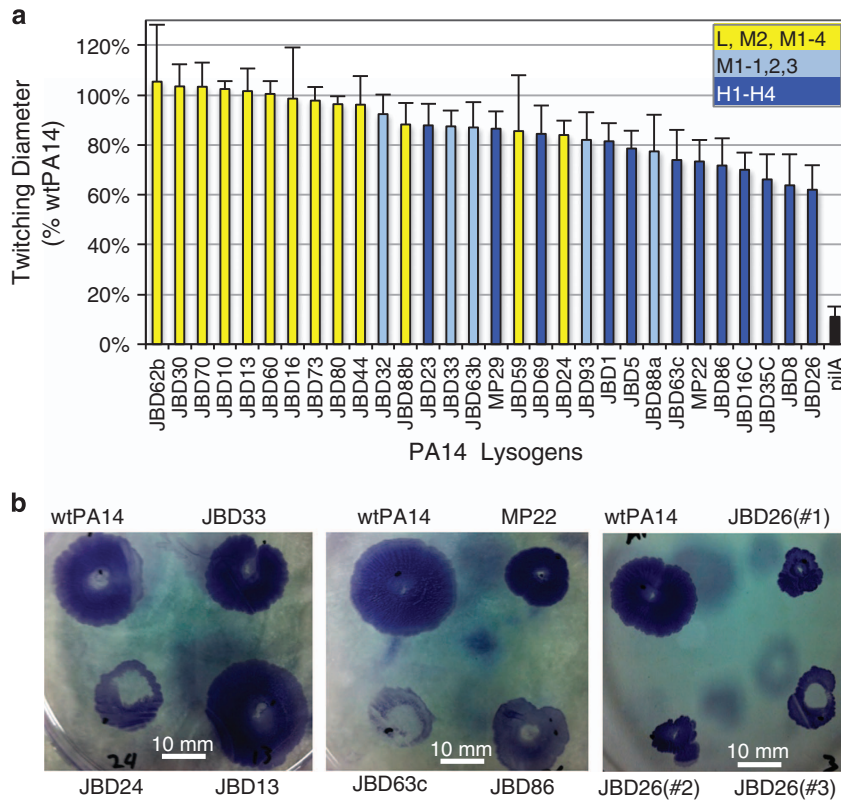 a
120%
100%
80%
60%
40%
20%
0%
Twitching Diameter
(% wtPA14)
L, M2, M1-4
M1-1,2,3
H1-H4
JBD62b
JBD30
JBD70
JBD10
JBD13
JBD60
JBD16
JBD73
JBD80
JBD44
JBD32
JBD88b
JBD23
JBD33
JBD63b
MP29
JBD59
JBD69
JBD24
JBD93
JBD1
JBD5
JBD88a
JBD63c
MP22
JBD86
JBD16C
JBD35C
JBD8
JBD26
pilA
PA14 Lysogens
b
wtPA14 JBD33
24
13
10 mm
JBD24 JBD13
wtPA14 MP22
10 mm
JBD63c JBD86
wtPA14 JBD26(#1)
10 mm
3
JBD26(#2) JBD26(#3)